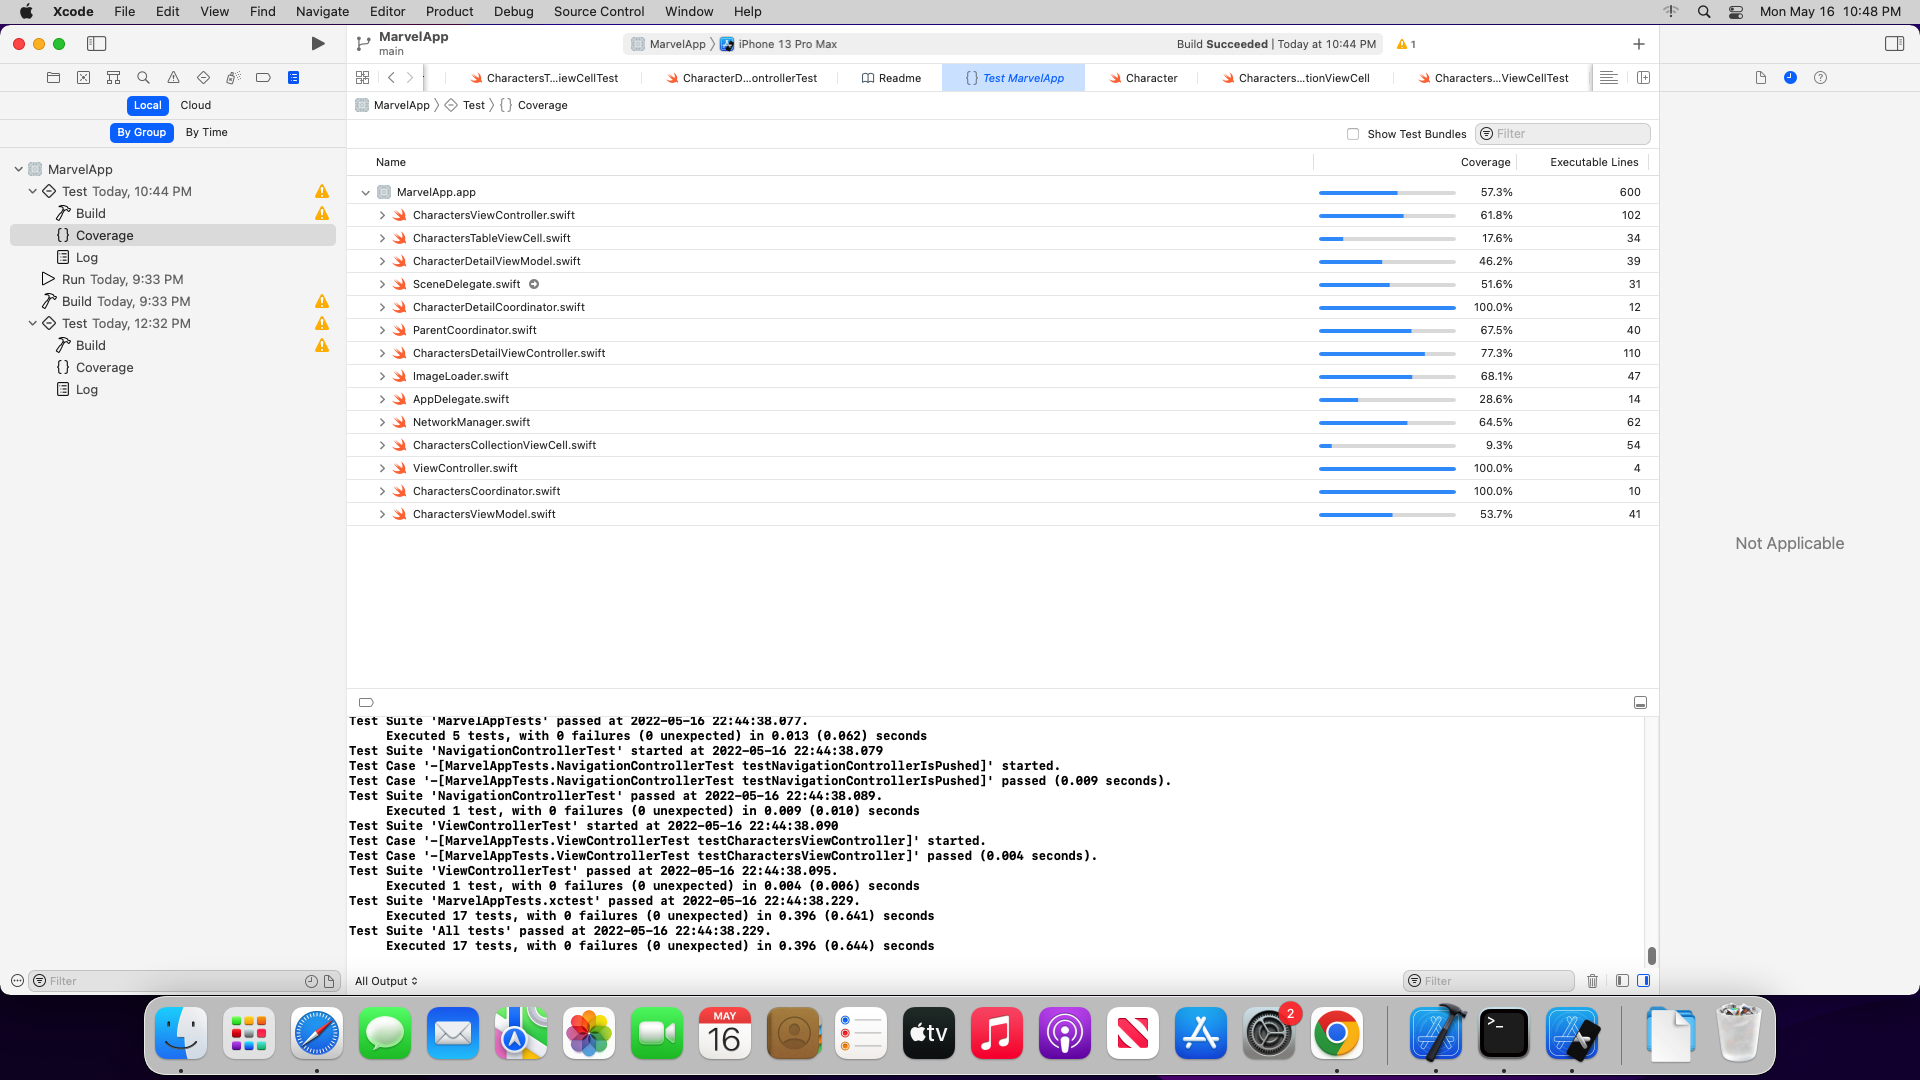 Xcode File Edit View Find Navigate Editor Product Debug Source Control Window Help Mon May 16 10:48 PM
MarvelApp
main
MarvelApp iPhone 13 Pro Max Build Succeeded | Today at 10:44 PM 1
CharactersT...iewCellTest CharacterD...ontrollerTest Readme Test MarvelApp Character Characters...tionViewCell Characters...ViewCellTest
Local Cloud
MarvelApp Test Coverage
By Group By Time
Show Test Bundles Filter
Name Coverage Executable Lines
MarvelApp
Test Today, 10:44 PM
Build
Coverage
Log
Run Today, 9:33 PM
Build Today, 9:33 PM
Test Today, 12:32 PM
Build
Coverage
Log
MarvelApp.app 57.3% 600
CharactersViewController.swift 61.8% 102
CharactersTableViewCell.swift 17.6% 34
CharacterDetailViewModel.swift 46.2% 39
SceneDelegate.swift 51.6% 31
CharacterDetailCoordinator.swift 100.0% 12
ParentCoordinator.swift 67.5% 40
CharactersDetailViewController.swift 77.3% 110
ImageLoader.swift 68.1% 47
AppDelegate.swift 28.6% 14
NetworkManager.swift 64.5% 62
CharactersCollectionViewCell.swift 9.3% 54
ViewController.swift 100.0% 4
CharactersCoordinator.swift 100.0% 10
CharactersViewModel.swift 53.7% 41
Not Applicable
Test Suite 'MarvelAppTests' passed at 2022-05-16 22:44:38.077.
Executed 5 tests, with 0 failures (0 unexpected) in 0.013 (0.062) seconds
Test Suite 'NavigationControllerTest' started at 2022-05-16 22:44:38.079
Test Case '-[MarvelAppTests.NavigationControllerTest testNavigationControllerIsPushed]' started.
Test Case '-[MarvelAppTests.NavigationControllerTest testNavigationControllerIsPushed]' passed (0.009 seconds).
Test Suite 'NavigationControllerTest' passed at 2022-05-16 22:44:38.089.
Executed 1 test, with 0 failures (0 unexpected) in 0.009 (0.010) seconds
Test Suite 'ViewControllerTest' started at 2022-05-16 22:44:38.090
Test Case '-[MarvelAppTests.ViewControllerTest testCharactersViewController]' started.
Test Case '-[MarvelAppTests.ViewControllerTest testCharactersViewController]' passed (0.004 seconds).
Test Suite 'ViewControllerTest' passed at 2022-05-16 22:44:38.095.
Executed 1 test, with 0 failures (0 unexpected) in 0.004 (0.006) seconds
Test Suite 'MarvelAppTests.xctest' passed at 2022-05-16 22:44:38.229.
Executed 17 tests, with 0 failures (0 unexpected) in 0.396 (0.641) seconds
Test Suite 'All tests' passed at 2022-05-16 22:44:38.229.
Executed 17 tests, with 0 failures (0 unexpected) in 0.396 (0.644) seconds
Filter All Output Filter
MAY
16
tv
2
>_